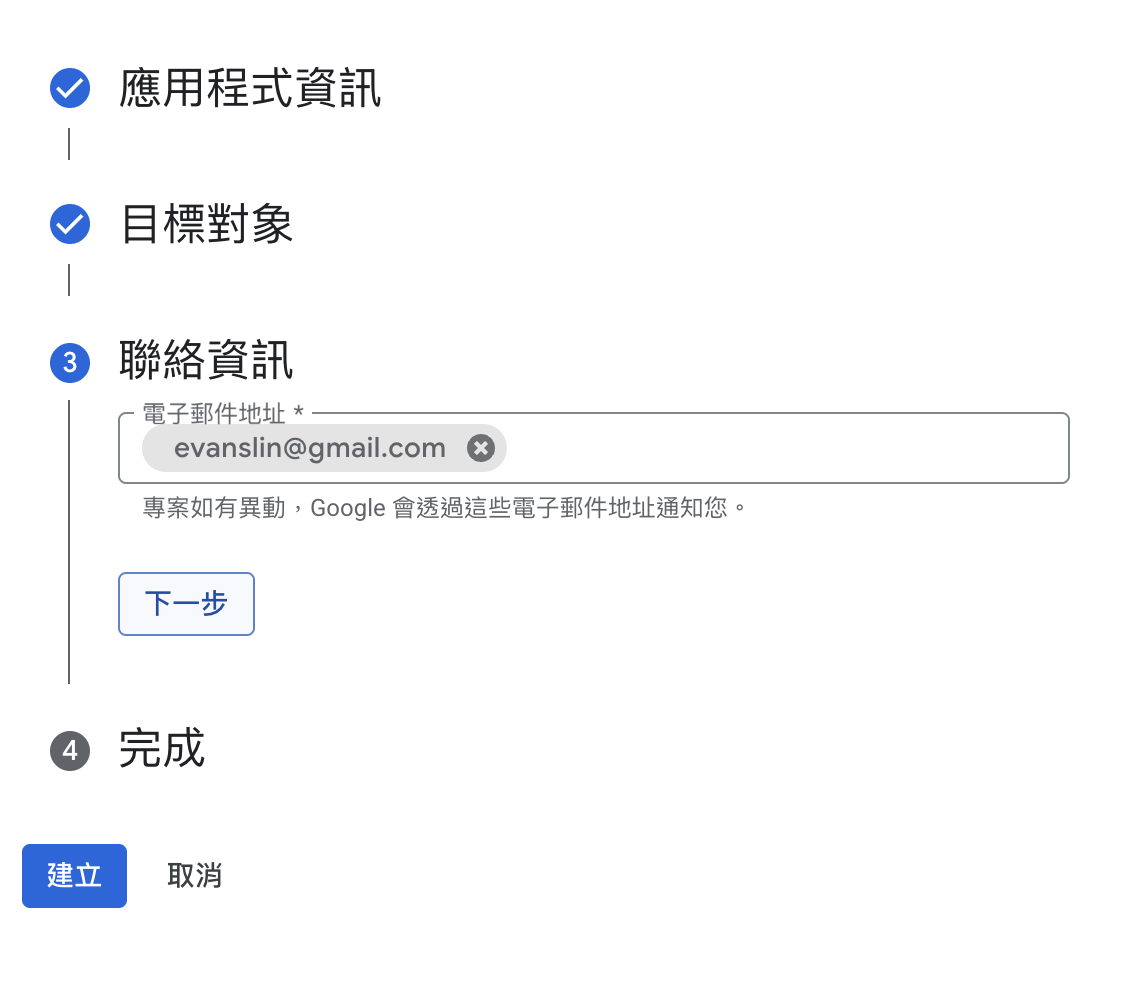 應用程式資訊
目標對象
3 聯絡資訊
電子郵件地址 *
evanslin@gmail.com
專案如有異動，Google 會透過這些電子郵件地址通知您。
下一步
4 完成
建立 取消